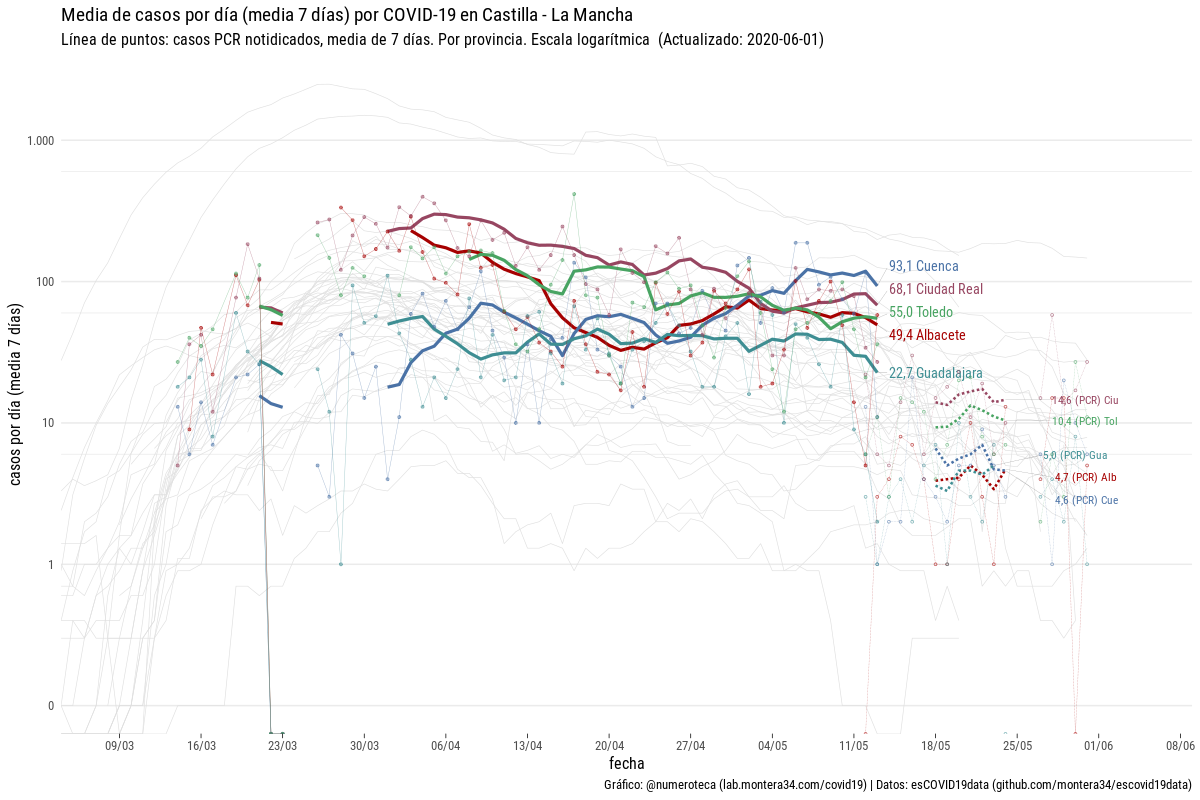 Media de casos por día (media 7 días) por COVID-19 en Castilla - La Mancha
Línea de puntos: casos PCR notidicados, media de 7 días. Por provincia. Escala logarítmica (Actualizado: 2020-06-01)
casos por día (media 7 días)
1.000
100
10
1
0
93,1 Cuenca
68,1 Ciudad Real
55,0 Toledo
49,4 Albacete
22,7 Guadalajara
14,6 (PCR) Ciu
10,4 (PCR) Tol
5,0 (PCR) Gua
4,7 (PCR) Alb
4,6 (PCR) Cue
09/03 16/03 23/03 30/03 06/04 13/04 20/04 27/04 04/05 11/05 18/05 25/05 01/06 08/06
fecha
Gráfico: @numeroteca (lab.montera34.com/covid19) | Datos: esCOVID19data (github.com/montera34/escovid19data)